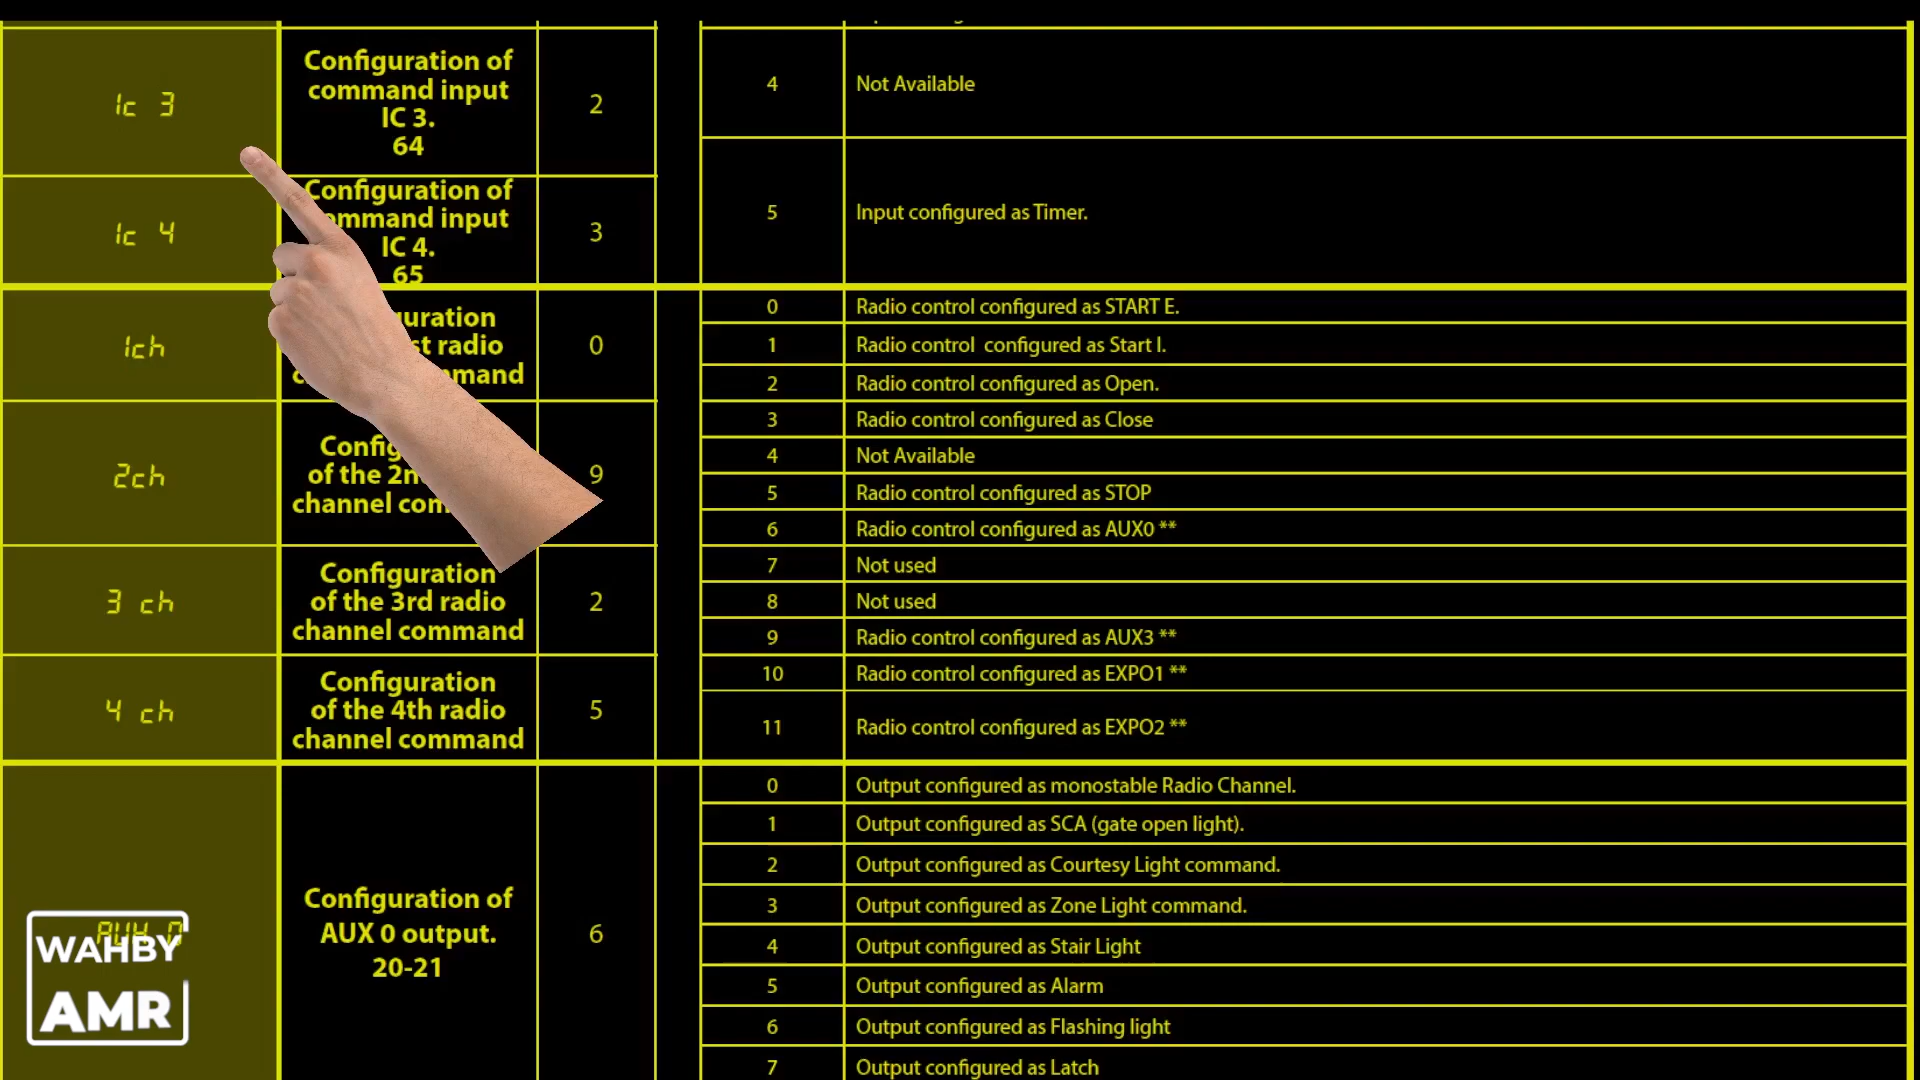 1c 3
Configuration of
command input
IC 3.
64
2
4
Not Available
1c 4
Configuration of
command input
IC 4.
65
3
5
Input configured as Timer.
1ch
radio
0
2ch
of the
channel
9
3 ch
Configuration
of the 3rd radio
channel command
2
4 ch
Configuration
of the 4th radio
channel command
5
0
Radio control configured as START E.
1
Radio control configured as Start I.
2
Radio control configured as Open.
3
Radio control configured as Close
4
Not Available
5
Radio control configured as STOP
6
Radio control configured as AUX0 **
7
Not used
8
Not used
9
Radio control configured as AUX3 **
10
Radio control configured as EXPO1 **
11
Radio control configured as EXPO2 **
Configuration of
AUX 0 output.
20-21
6
0
Output configured as monostable Radio Channel.
1
Output configured as SCA (gate open light).
2
Output configured as Courtesy Light command.
3
Output configured as Zone Light command.
4
Output configured as Stair Light
5
Output configured as Alarm
6
Output configured as Flashing light
7
Output configured as Latch
WAHBY
AMR